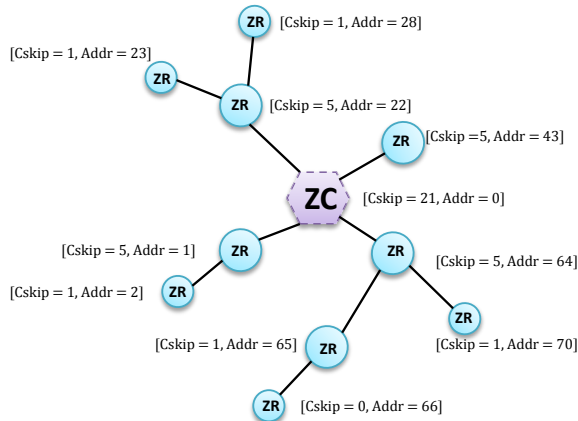 ZR
[Cskip = 1, Addr = 28]
[Cskip = 1, Addr = 23]
ZR
ZR
[Cskip = 5, Addr = 22]
ZR
[Cskip =5, Addr = 43]
ZC
[Cskip = 21, Addr = 0]
[Cskip = 5, Addr = 1]
ZR
ZR
[Cskip = 5, Addr = 64]
[Cskip = 1, Addr = 2]
ZR
ZR
[Cskip = 1, Addr = 65]
ZR
[Cskip = 1, Addr = 70]
ZR
[Cskip = 0, Addr = 66]